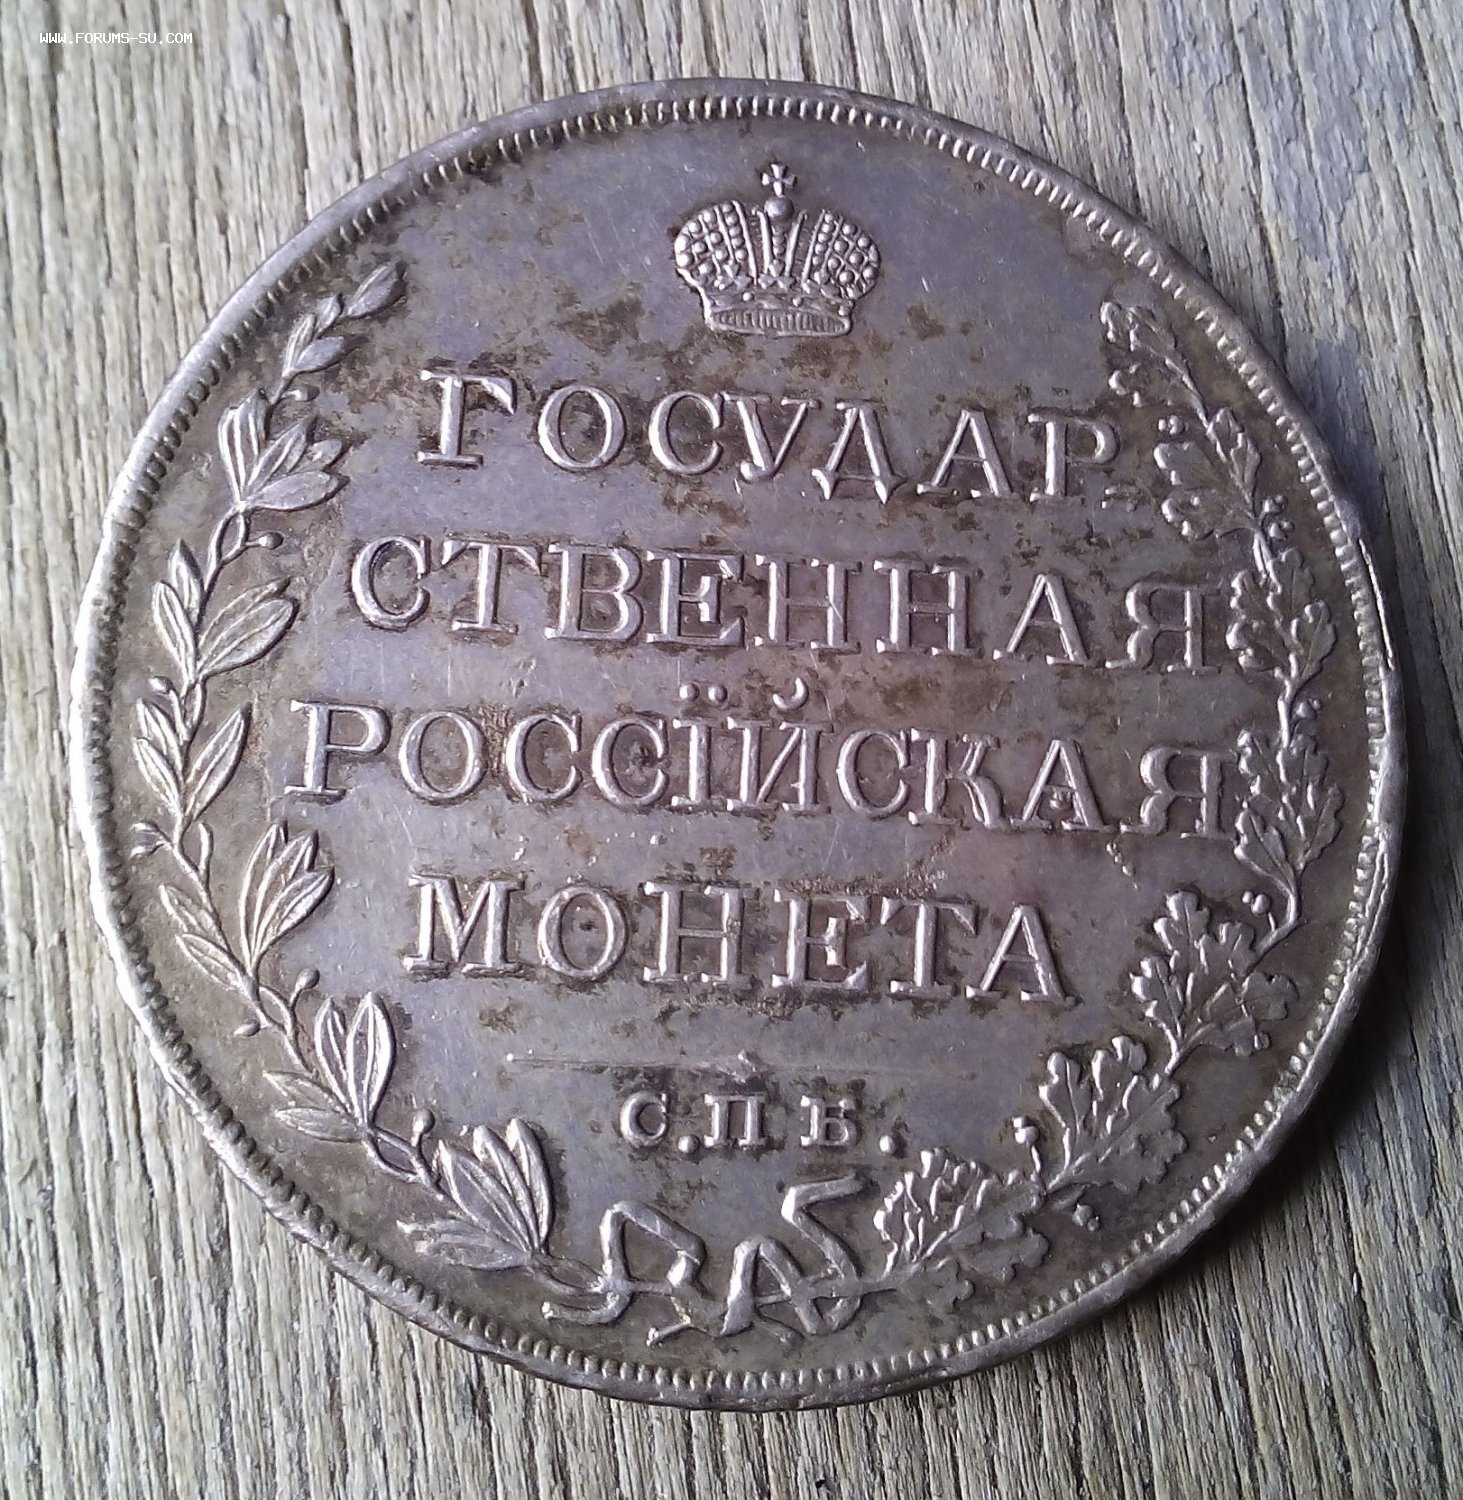 WWW.FORUMS-SU.COM
ГОСУДАР
СТВЕННАЯ
РОССІЙСКАЯ
МОНЕТА
С.П Б.